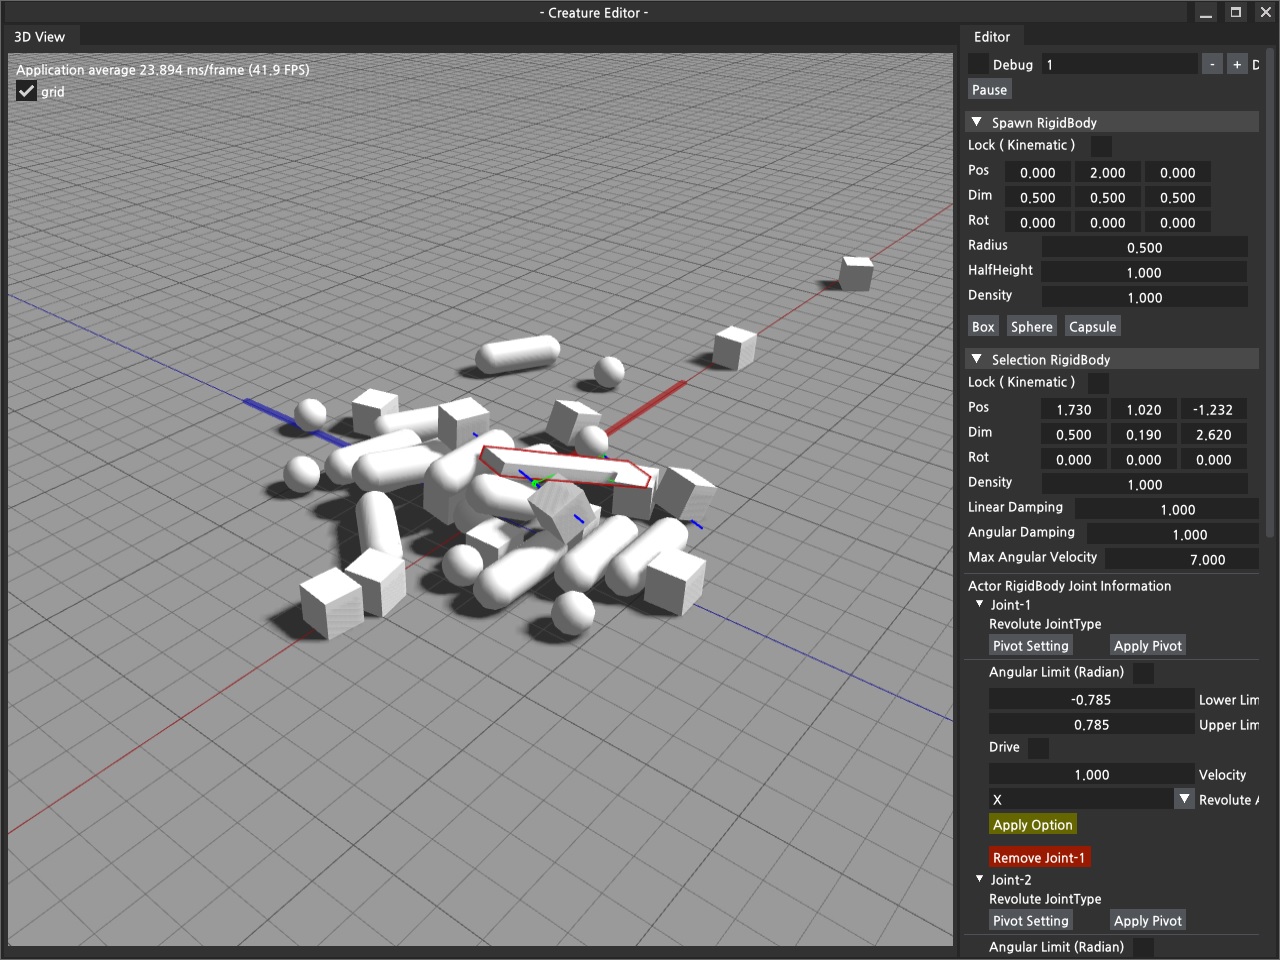 - Creature Editor -
3D View
Application average 23.894 ms/frame (41.9 FPS)
grid
Editor
Debug 1 - + D
Pause
Spawn RigidBody
Lock ( Kinematic )
Pos 0.000 2.000 0.000
Dim 0.500 0.500 0.500
Rot 0.000 0.000 0.000
Radius 0.500
HalfHeight 1.000
Density 1.000
Box Sphere Capsule
Selection RigidBody
Lock ( Kinematic )
Pos 1.730 1.020 -1.232
Dim 0.500 0.190 2.620
Rot 0.000 0.000 0.000
Density 1.000
Linear Damping 1.000
Angular Damping 1.000
Max Angular Velocity 7.000
Actor RigidBody Joint Information
Joint-1
Revolute JointType
Pivot Setting Apply Pivot
Angular Limit (Radian)
-0.785 Lower Lim
0.785 Upper Lim
Drive
1.000 Velocity
X Revolute A
Apply Option
Remove Joint-1
Joint-2
Revolute JointType
Pivot Setting Apply Pivot
Angular Limit (Radian)